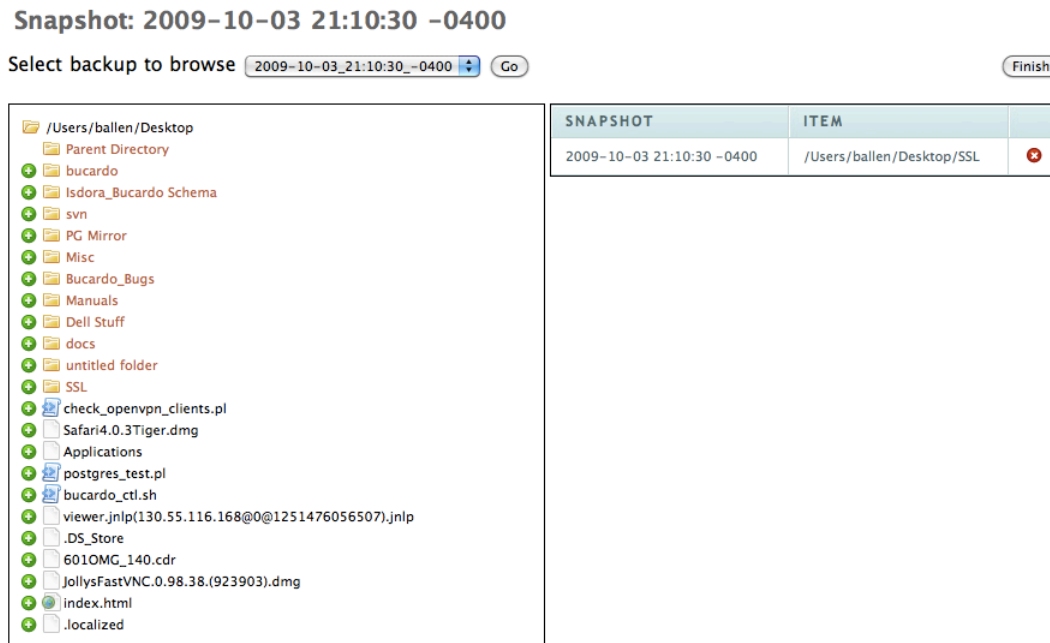 Snapshot: 2009-10-03 21:10:30 -0400
Select backup to browse 2009-10-03_21:10:30_-0400 Go Finish
/Users/ballen/Desktop
Parent Directory
bucardo
Isdora_Bucardo Schema
svn
PG Mirror
Misc
Bucardo_Bugs
Manuals
Dell Stuff
docs
untitled folder
SSL
check_openvpn_clients.pl
Safari4.0.3Tiger.dmg
Applications
postgres_test.pl
bucardo_ctl.sh
viewer.jnlp(130.55.116.168@0@1251476056507).jnlp
.DS_Store
601OMG_140.cdr
JollysFastVNC.0.98.38.(923903).dmg
index.html
.localized
SNAPSHOT ITEM
2009-10-03 21:10:30 -0400 /Users/ballen/Desktop/SSL